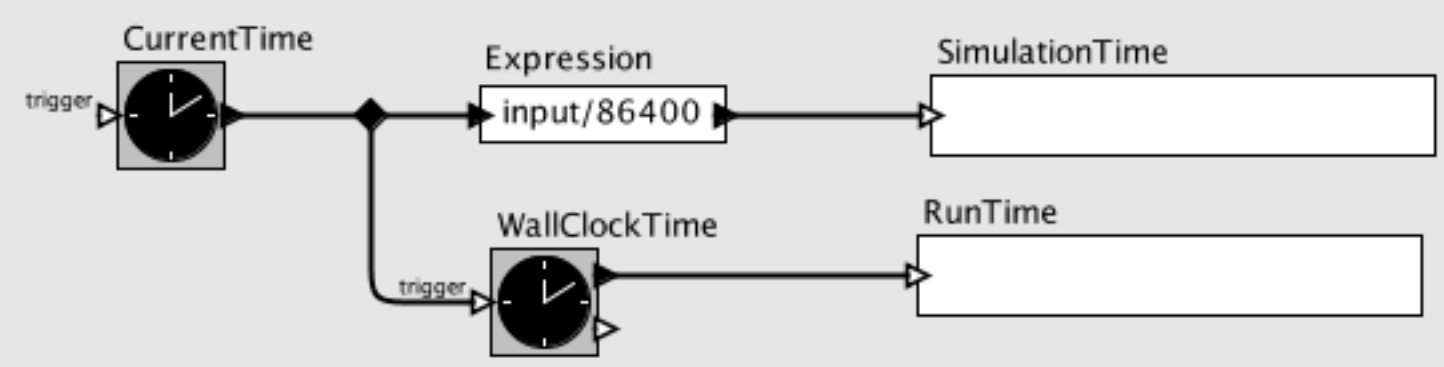 CurrentTime
trigger
Expression
input/86400
SimulationTime
WallClockTime
trigger
RunTime